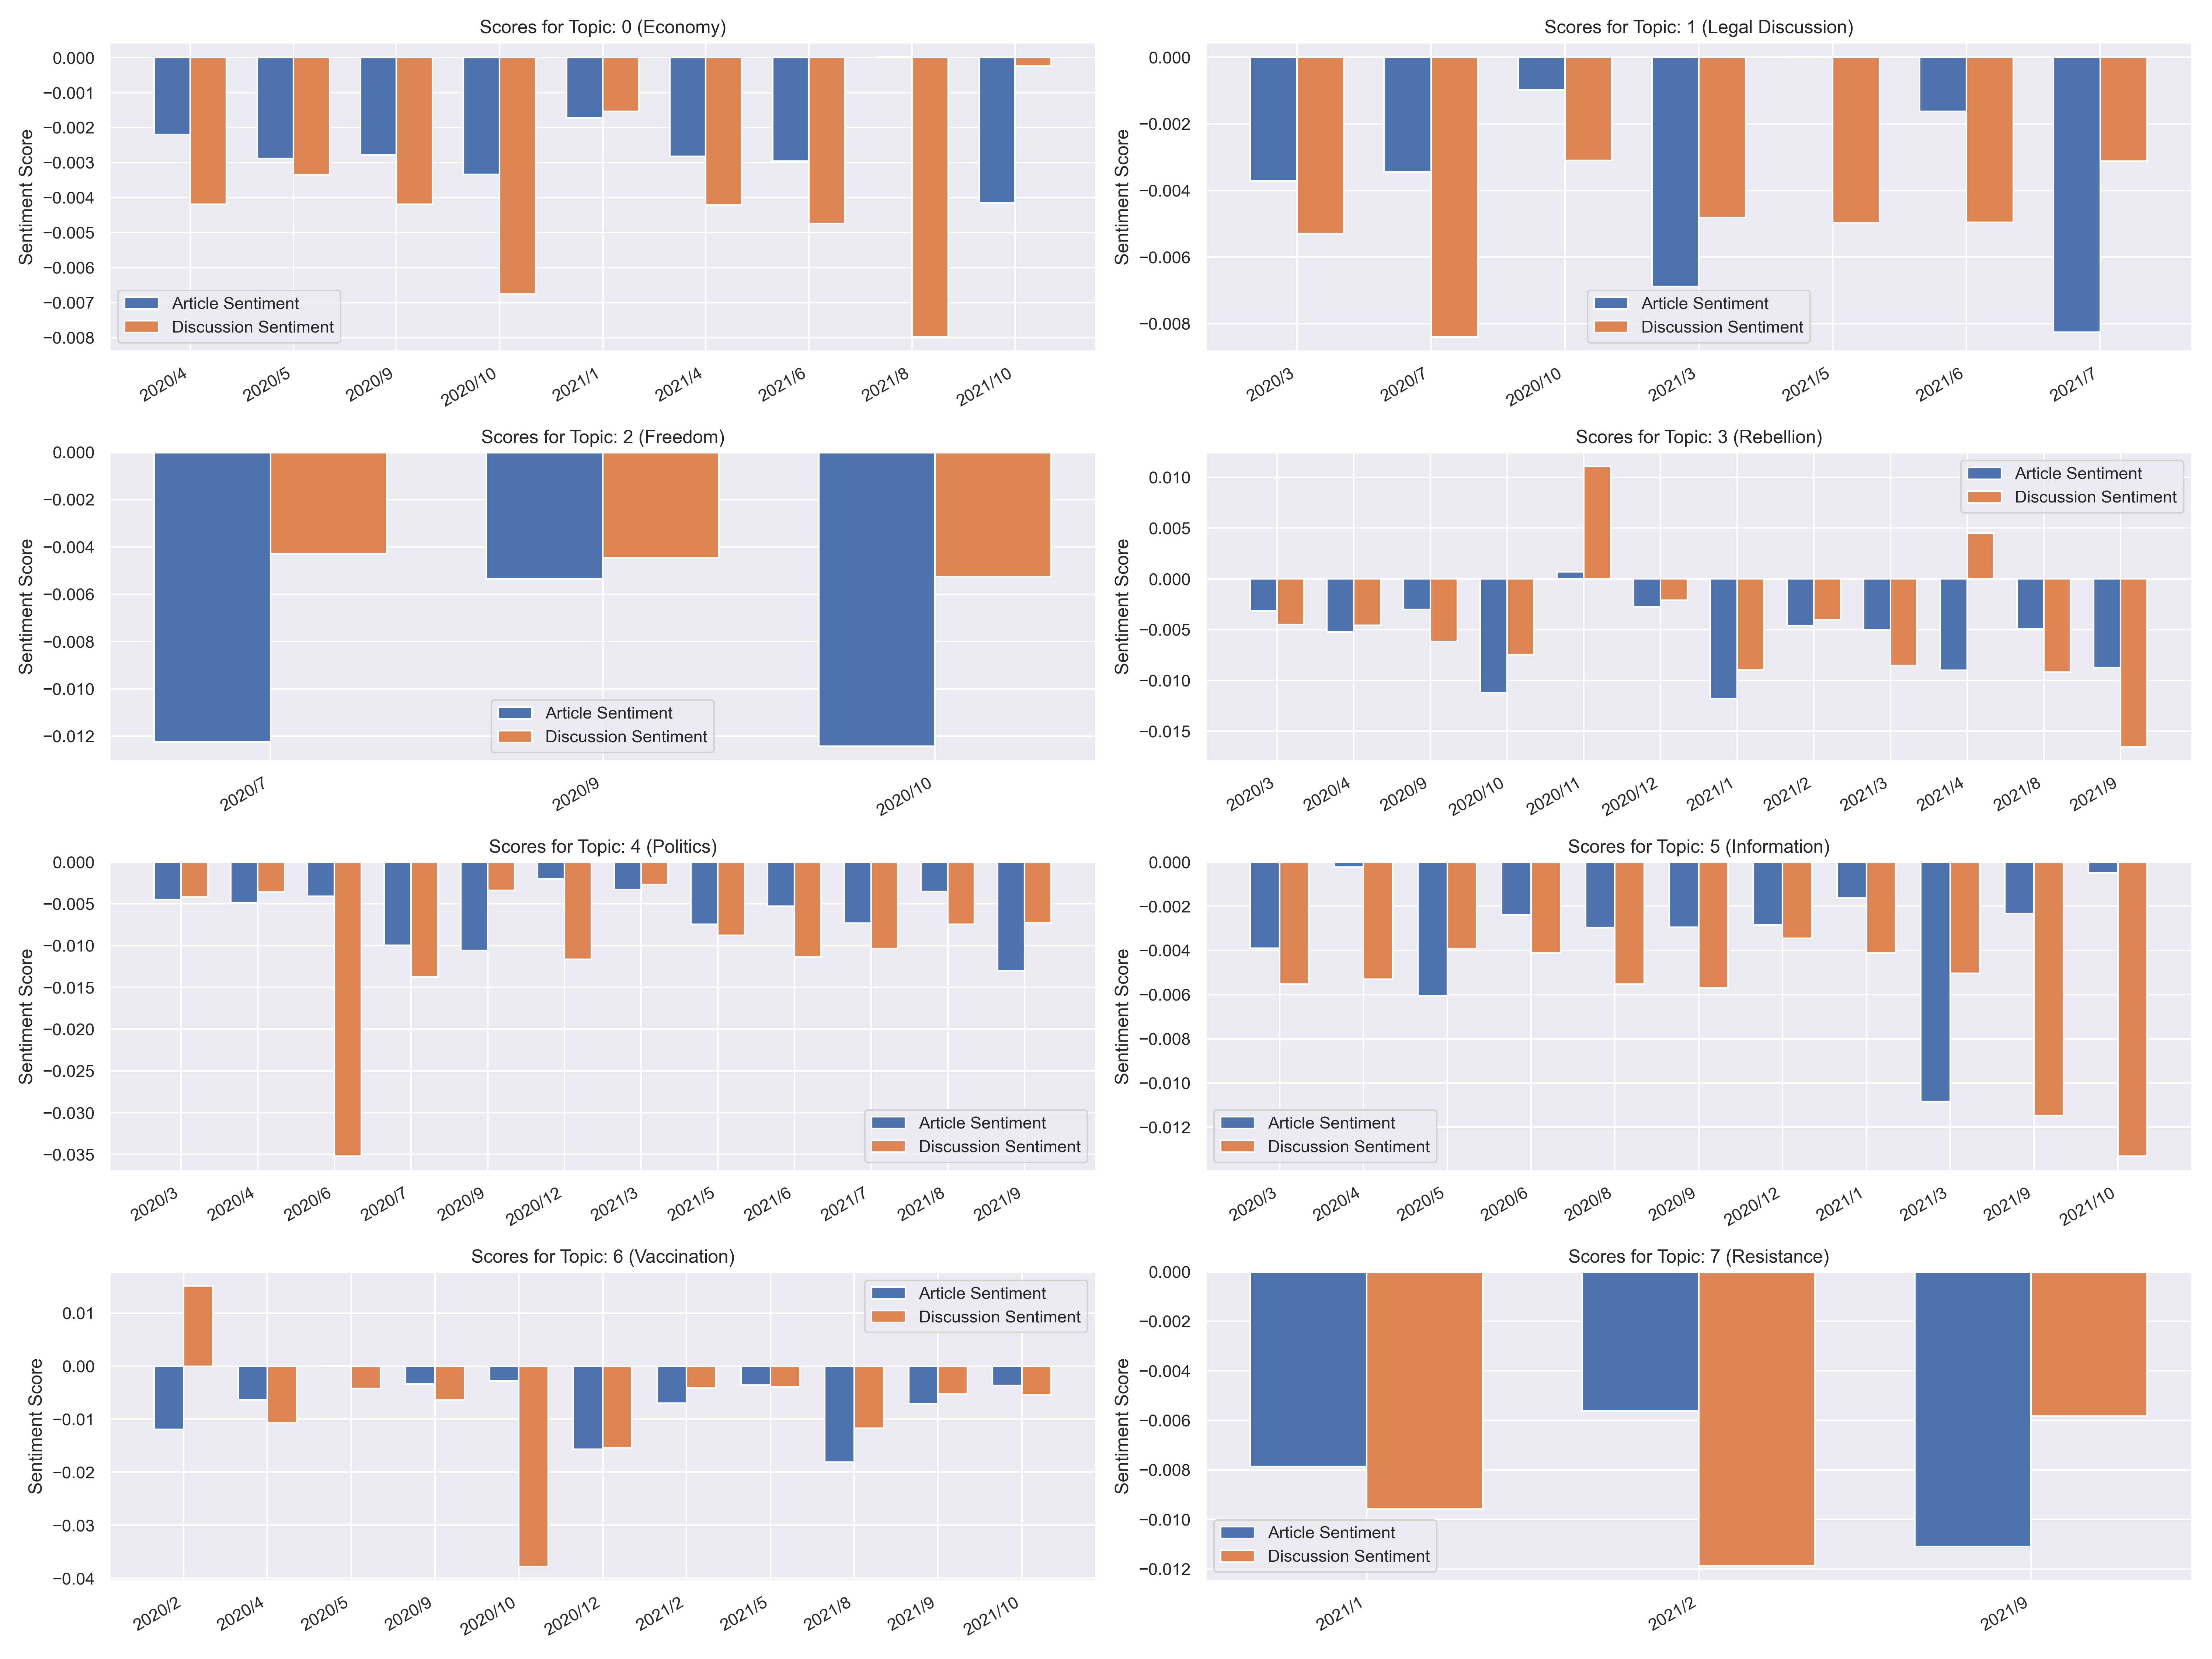 Scores for Topic: 0 (Economy)
Sentiment Score
0.000
−0.001
−0.002
−0.003
−0.004
−0.005
−0.006
−0.007
−0.008
Article Sentiment
Discussion Sentiment
2020/4 2020/5 2020/9 2020/10 2021/1 2021/4 2021/6 2021/8 2021/10
Scores for Topic: 1 (Legal Discussion)
Sentiment Score
0.000
−0.002
−0.004
−0.006
−0.008
Article Sentiment
Discussion Sentiment
2020/3 2020/7 2020/10 2021/3 2021/5 2021/6 2021/7
Scores for Topic: 2 (Freedom)
Sentiment Score
0.000
−0.002
−0.004
−0.006
−0.008
−0.010
−0.012
Article Sentiment
Discussion Sentiment
2020/7 2020/9 2020/10
Scores for Topic: 3 (Rebellion)
Sentiment Score
0.010
0.005
0.000
−0.005
−0.010
−0.015
Article Sentiment
Discussion Sentiment
2020/3 2020/4 2020/9 2020/10 2020/11 2020/12 2021/1 2021/2 2021/3 2021/4 2021/8 2021/9
Scores for Topic: 4 (Politics)
Sentiment Score
0.000
−0.005
−0.010
−0.015
−0.020
−0.025
−0.030
−0.035
Article Sentiment
Discussion Sentiment
2020/3 2020/4 2020/6 2020/7 2020/9 2020/12 2021/3 2021/5 2021/6 2021/7 2021/8 2021/9
Scores for Topic: 5 (Information)
Sentiment Score
0.000
−0.002
−0.004
−0.006
−0.008
−0.010
−0.012
Article Sentiment
Discussion Sentiment
2020/3 2020/4 2020/5 2020/6 2020/8 2020/9 2020/12 2021/1 2021/3 2021/9 2021/10
Scores for Topic: 6 (Vaccination)
Sentiment Score
0.01
0.00
−0.01
−0.02
−0.03
−0.04
Article Sentiment
Discussion Sentiment
2020/2 2020/4 2020/5 2020/9 2020/10 2020/12 2021/2 2021/5 2021/8 2021/9 2021/10
Scores for Topic: 7 (Resistance)
Sentiment Score
0.000
−0.002
−0.004
−0.006
−0.008
−0.010
−0.012
Article Sentiment
Discussion Sentiment
2021/1 2021/2 2021/9